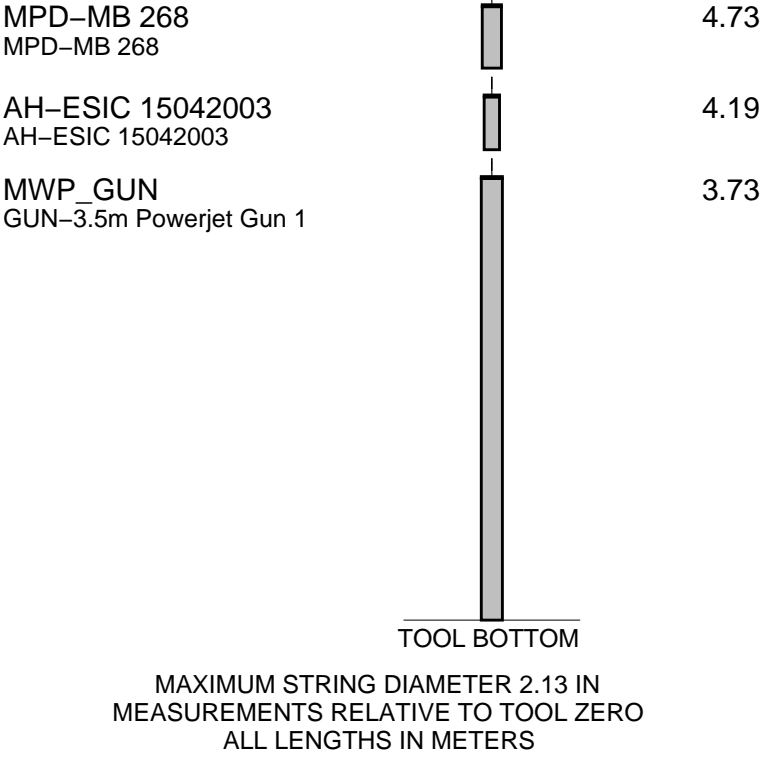 MPD−MB 268 4.73
MPD−MB 268
AH−ESIC 15042003 4.19
AH−ESIC 15042003
MWP_GUN 3.73
GUN−3.5m Powerjet Gun 1
TOOL BOTTOM
MAXIMUM STRING DIAMETER 2.13 IN
MEASUREMENTS RELATIVE TO TOOL ZERO
ALL LENGTHS IN METERS